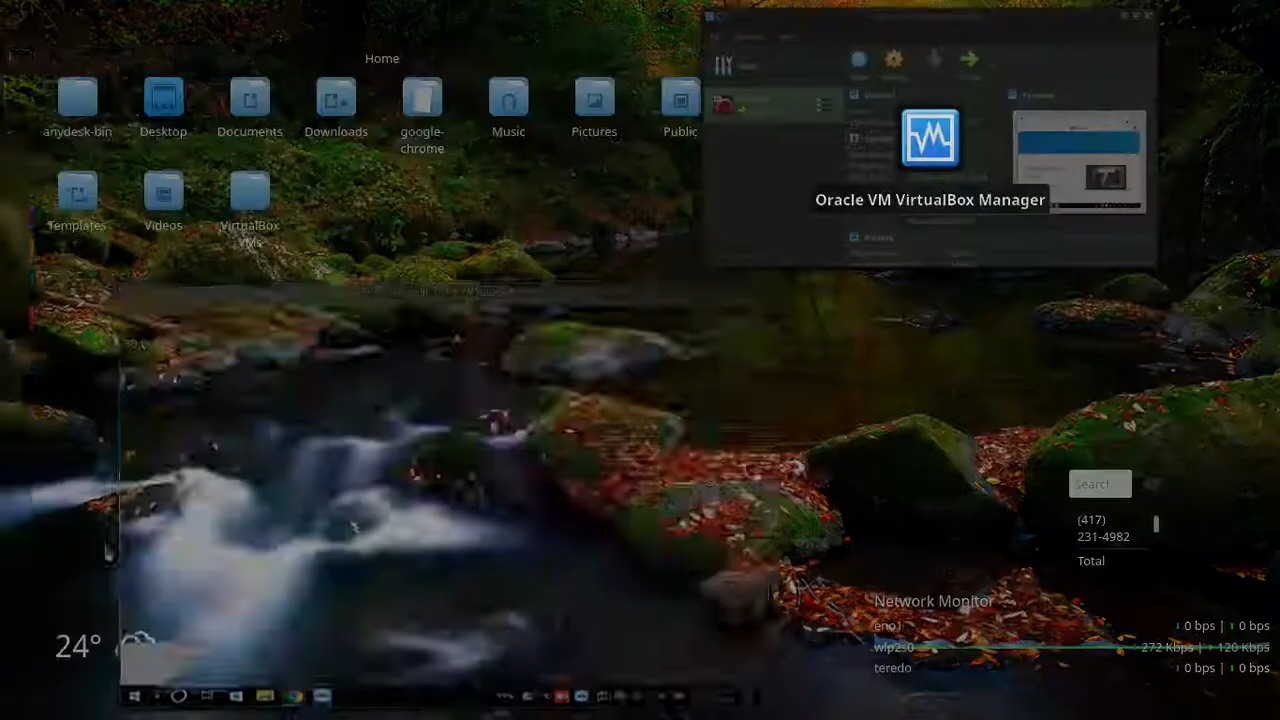 Home
anydesk-bin
Desktop
Documents
Downloads
google-chrome
Music
Pictures
Public
Templates
Videos
VirtualBox VMs
Oracle VM VirtualBox Manager
Search
(417)
231-4982
Total
24°
Network Monitor
eno1 0 bps | 0 bps
wlp2s0 272 Kbps | 120 Kbps
teredo 0 bps | 0 bps